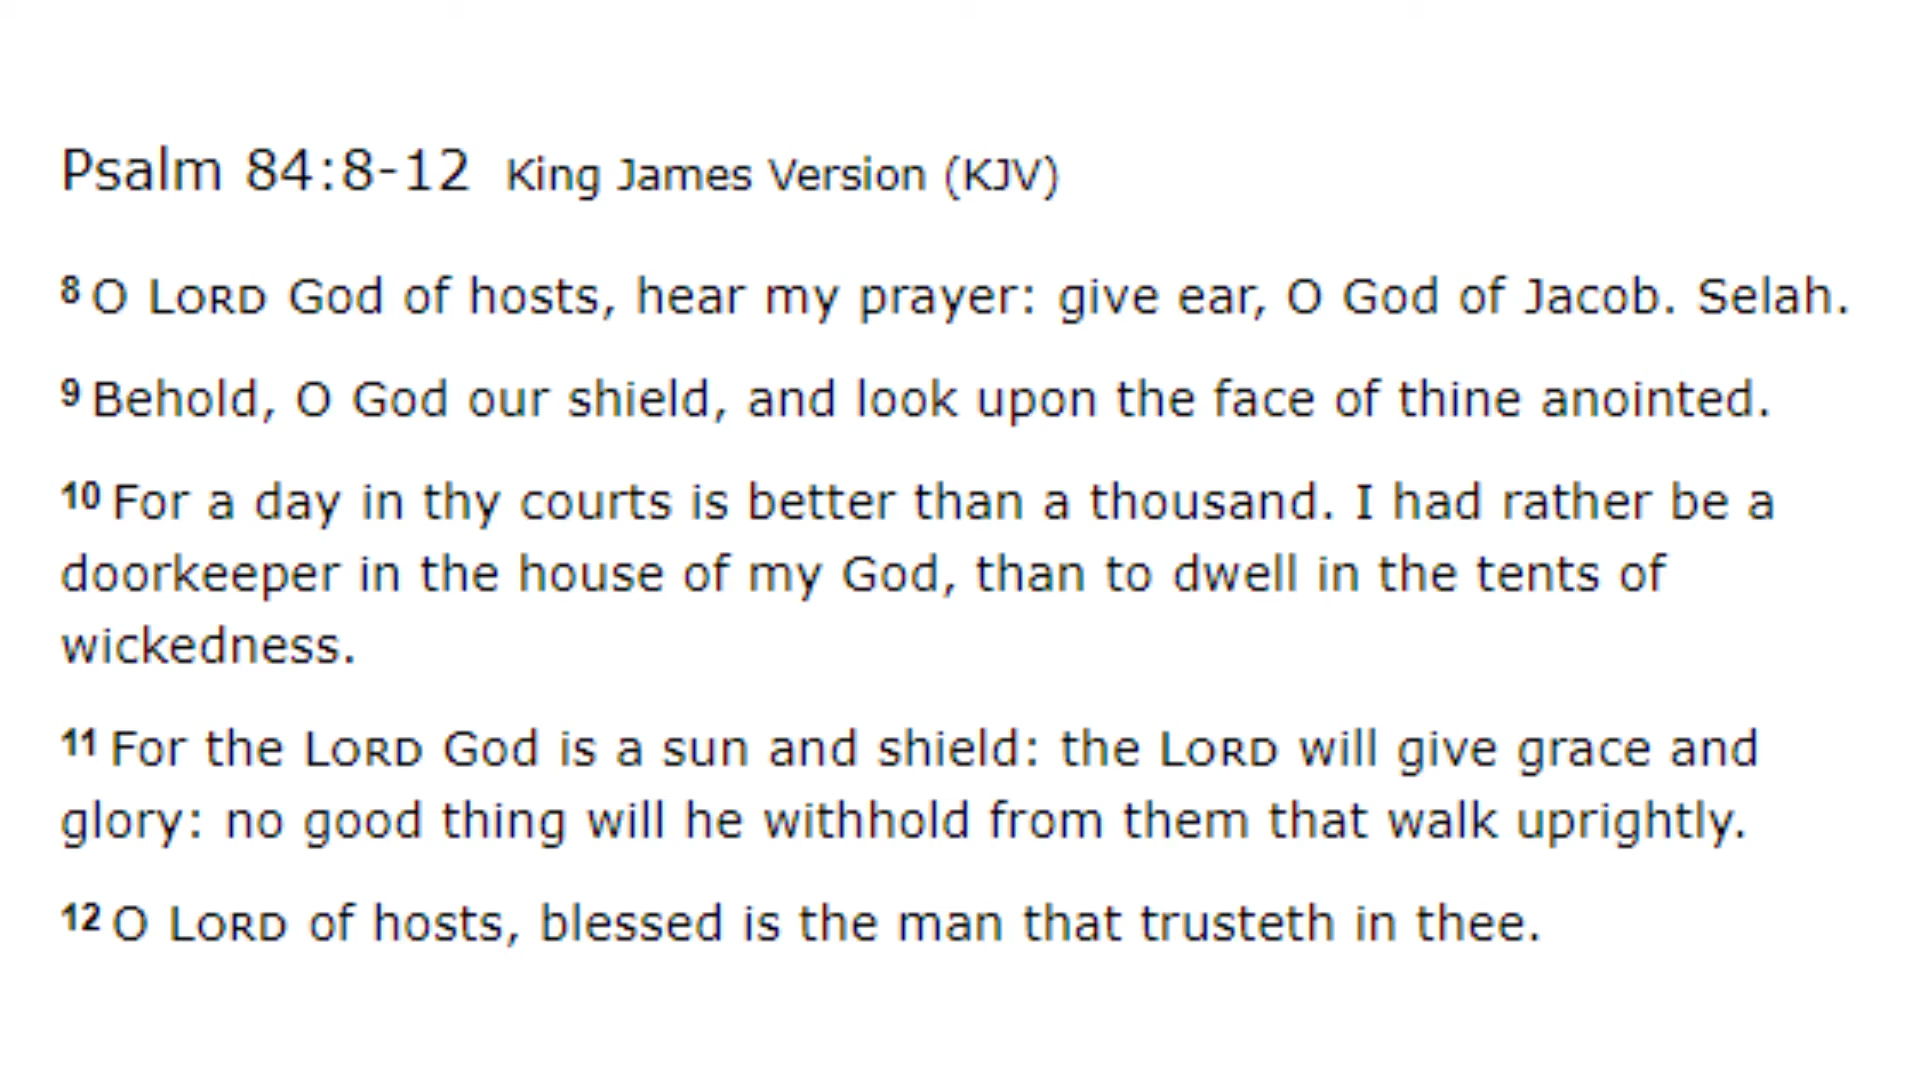 Psalm 84:8-12 King James Version (KJV)
8 O LORD God of hosts, hear my prayer: give ear, O God of Jacob. Selah.
9 Behold, O God our shield, and look upon the face of thine anointed.
10 For a day in thy courts is better than a thousand. I had rather be a
doorkeeper in the house of my God, than to dwell in the tents of
wickedness.
11 For the LORD God is a sun and shield: the LORD will give grace and
glory: no good thing will he withhold from them that walk uprightly.
12 O LORD of hosts, blessed is the man that trusteth in thee.